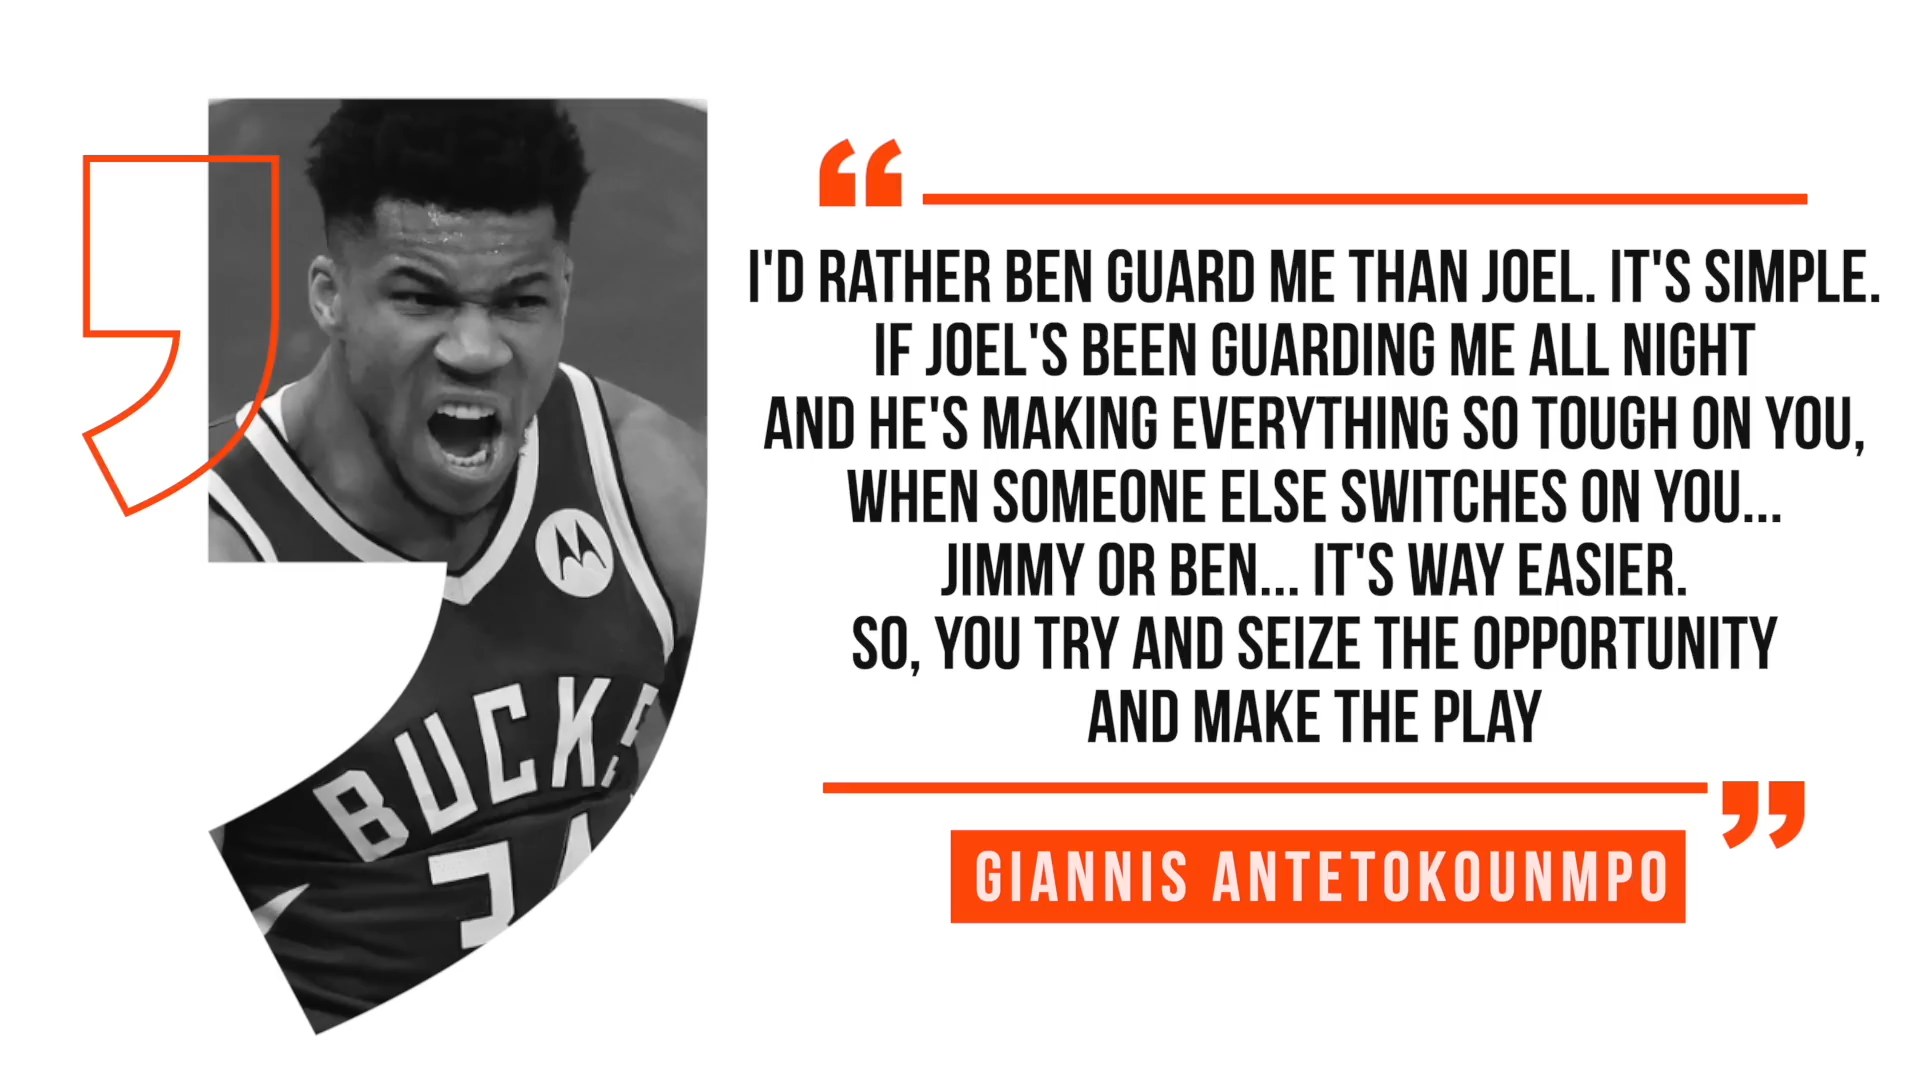 I'D RATHER BEN GUARD ME THAN JOEL. IT'S SIMPLE.
IF JOEL'S BEEN GUARDING ME ALL NIGHT
AND HE'S MAKING EVERYTHING SO TOUGH ON YOU,
WHEN SOMEONE ELSE SWITCHES ON YOU...
JIMMY OR BEN... IT'S WAY EASIER.
SO, YOU TRY AND SEIZE THE OPPORTUNITY
AND MAKE THE PLAY
GIANNIS ANTETOKOUNMPO
BUCKS
34